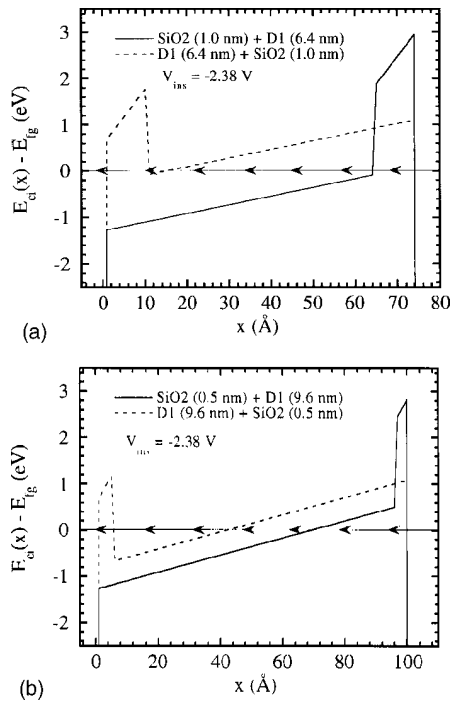 SiO2 (1.0 nm) + D1 (6.4 nm)
D1 (6.4 nm) + SiO2 (1.0 nm)
V_ins = -2.38 V
3
2
1
0
-1
-2
E_ci(x) - E_fg (eV)
0 10 20 30 40 50 60 70 80
x (Å)
(a)
SiO2 (0.5 nm) + D1 (9.6 nm)
D1 (9.6 nm) + SiO2 (0.5 nm)
V_ins = -2.38 V
3
2
1
0
-1
-2
E_ci(x) - E_fg (eV)
0 20 40 60 80 100
x (Å)
(b)